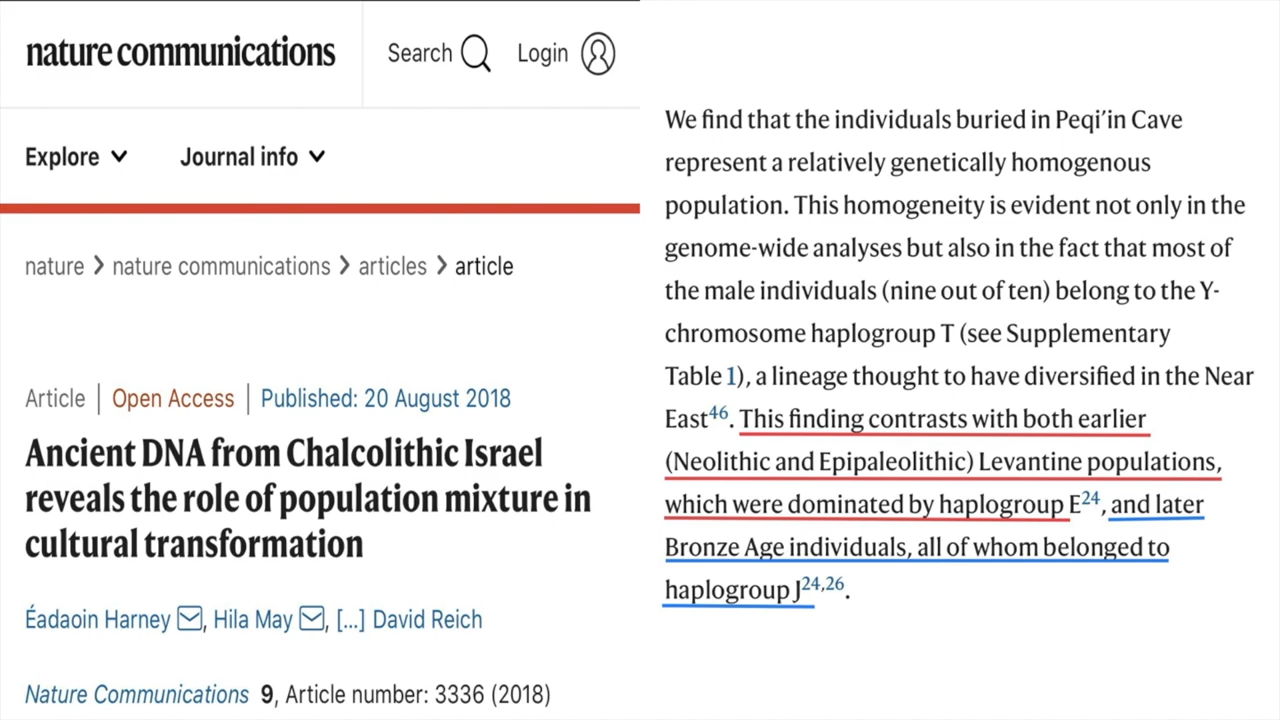 nature communications
Search
Login
Explore
Journal info
nature > nature communications > articles > article
Article | Open Access | Published: 20 August 2018
Ancient DNA from Chalcolithic Israel
reveals the role of population mixture in
cultural transformation
Éadaoin Harney, Hila May, [...] David Reich
Nature Communications 9, Article number: 3336 (2018)
We find that the individuals buried in Peqi’in Cave
represent a relatively genetically homogenous
population. This homogeneity is evident not only in the
genome-wide analyses but also in the fact that most of
the male individuals (nine out of ten) belong to the Y-
chromosome haplogroup T (see Supplementary
Table 1), a lineage thought to have diversified in the Near
East46. This finding contrasts with both earlier
(Neolithic and Epipaleolithic) Levantine populations,
which were dominated by haplogroup E24, and later
Bronze Age individuals, all of whom belonged to
haplogroup J24,26.